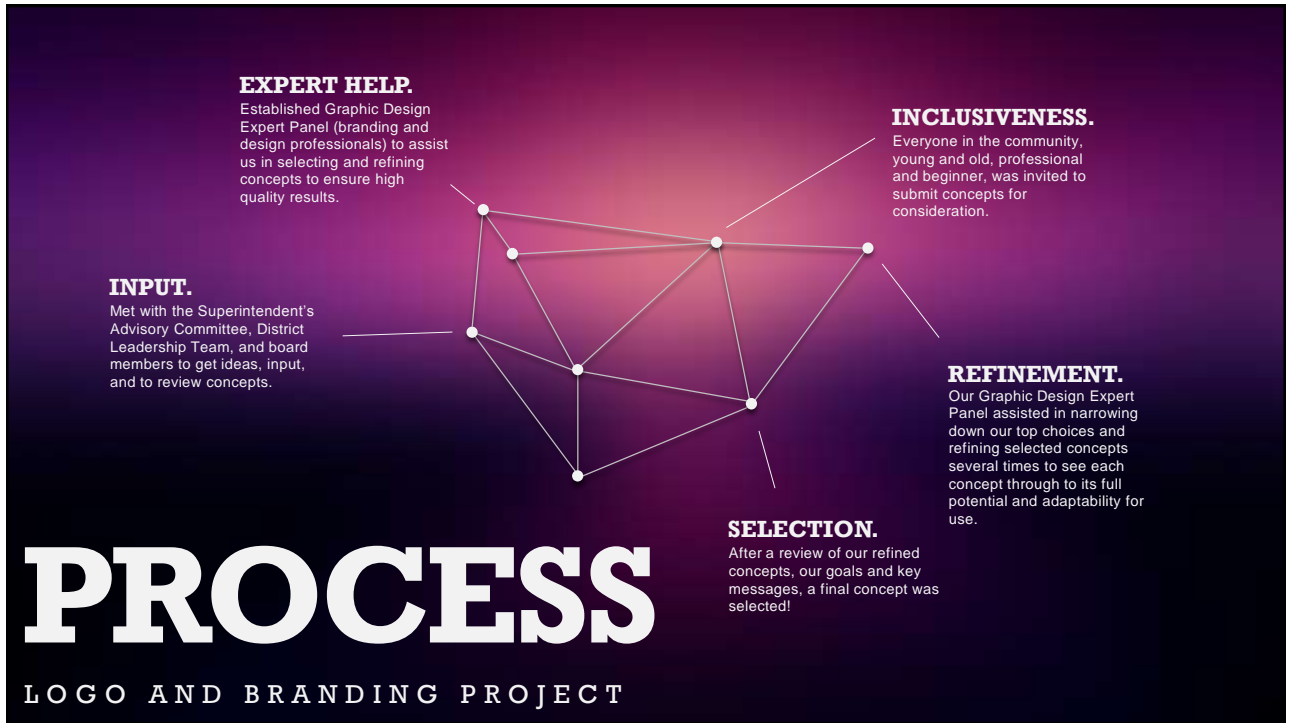 EXPERT HELP.
Established Graphic Design
Expert Panel (branding and
design professionals) to assist
us in selecting and refining
concepts to ensure high
quality results.
INCLUSIVENESS.
Everyone in the community,
young and old, professional
and beginner, was invited to
submit concepts for
consideration.
INPUT.
Met with the Superintendent’s
Advisory Committee, District
Leadership Team, and board
members to get ideas, input,
and to review concepts.
REFINEMENT.
Our Graphic Design Expert
Panel assisted in narrowing
down our top choices and
refining selected concepts
several times to see each
concept through to its full
potential and adaptability for
use.
SELECTION.
After a review of our refined
concepts, our goals and key
messages, a final concept was
selected!
PROCESS
LOGO AND BRANDING PROJECT